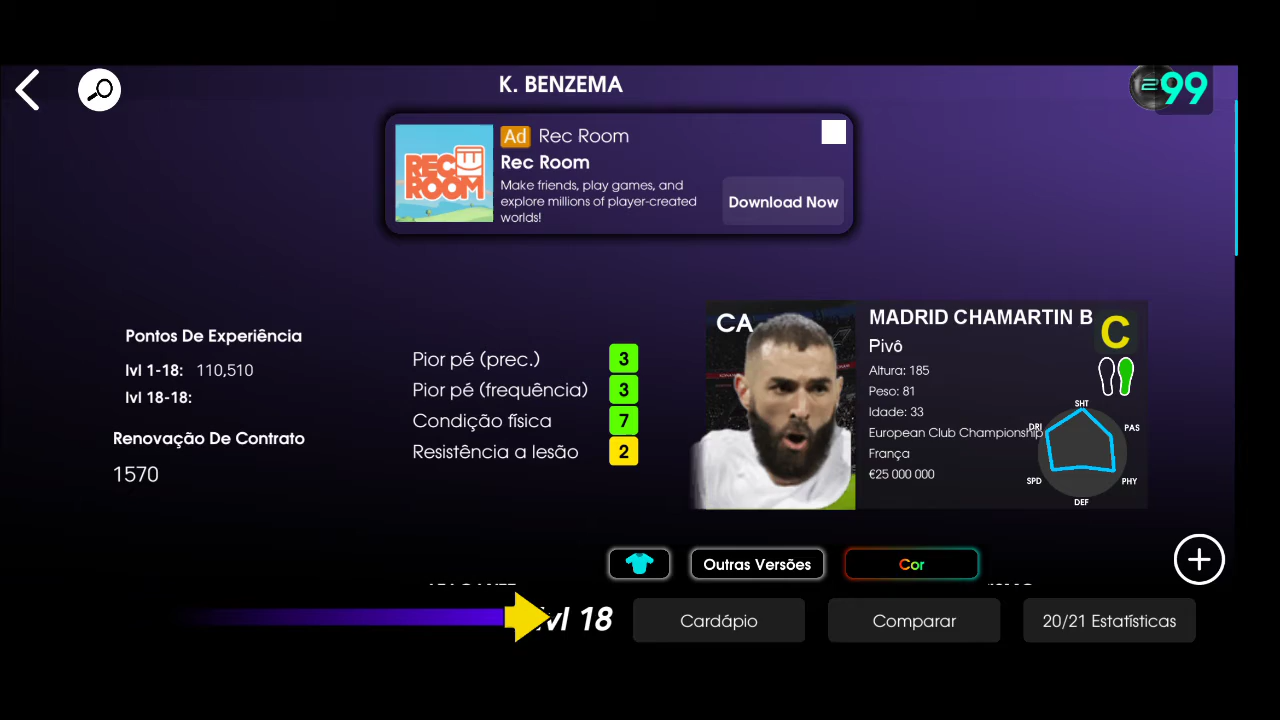 K. BENZEMA
99
REC ROOM
Ad Rec Room
Rec Room
Make friends, play games, and
explore millions of player-created
worlds!
Download Now
Pontos De Experiência
lvl 1-18: 110,510
lvl 18-18:
Renovação De Contrato
1570
Pior pé (prec.) 3
Pior pé (frequência) 3
Condição física 7
Resistência a lesão 2
CA
MADRID CHAMARTIN B
C
Pivô
Altura: 185
Peso: 81
Idade: 33
European Club Championship
França
€25 000 000
SHT
DRI
PAS
SPD
PHY
DEF
Outras Versões
Cor
lvl 18
Cardápio
Comparar
20/21 Estatísticas